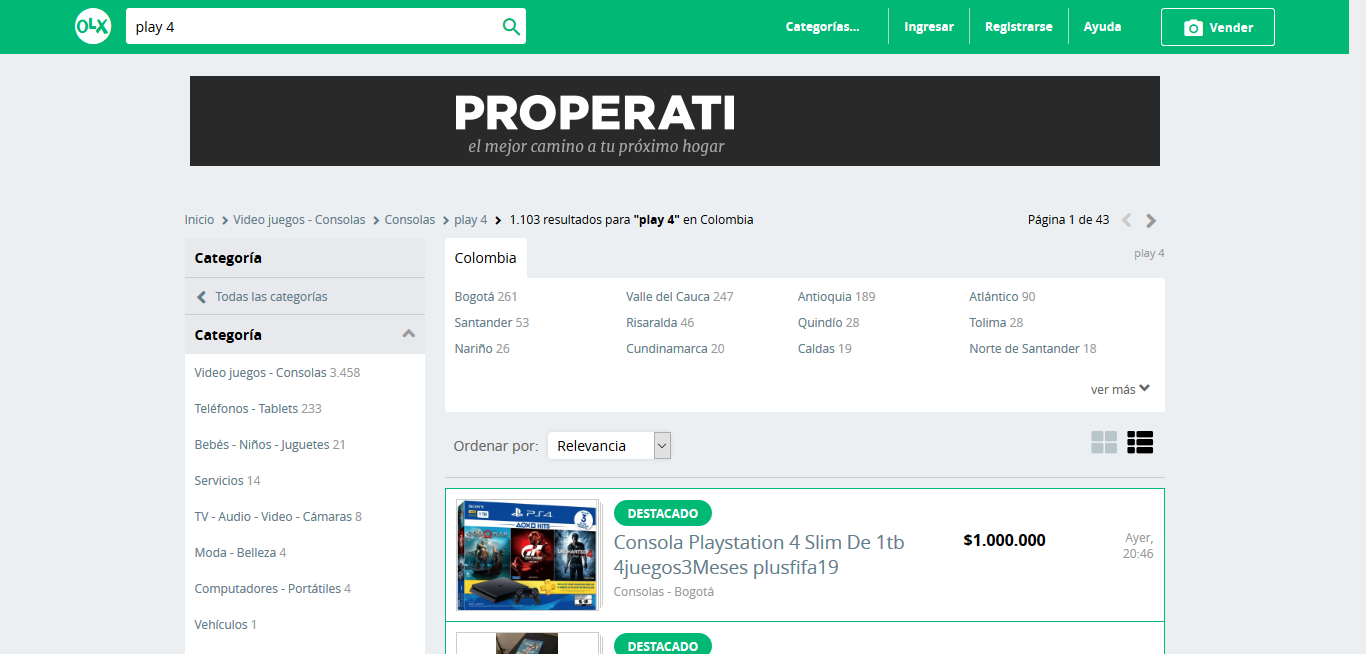 OLX
play 4
Categorías...
Ingresar
Registrarse
Ayuda
Vender
PROPERATI
el mejor camino a tu próximo hogar
Inicio Video juegos - Consolas Consolas play 4 1.103 resultados para "play 4" en Colombia
Página 1 de 43
Categoría
Todas las categorías
Categoría
Video juegos - Consolas 3.458
Teléfonos - Tablets 233
Bebés - Niños - Juguetes 21
Servicios 14
TV - Audio - Video - Cámaras 8
Moda - Belleza 4
Computadores - Portátiles 4
Vehículos 1
Colombia
play 4
Bogotá 261 Valle del Cauca 247 Antioquia 189 Atlántico 90
Santander 53 Risaralda 46 Quindío 28 Tolima 28
Nariño 26 Cundinamarca 20 Caldas 19 Norte de Santander 18
ver más
Ordenar por: Relevancia
SONY
PS4
HITS
3
UNCHARTED 4
DESTACADO
Consola Playstation 4 Slim De 1tb
4juegos3Meses plusfifa19
Consolas - Bogotá
$1.000.000
Ayer,
20:46
DESTACADO